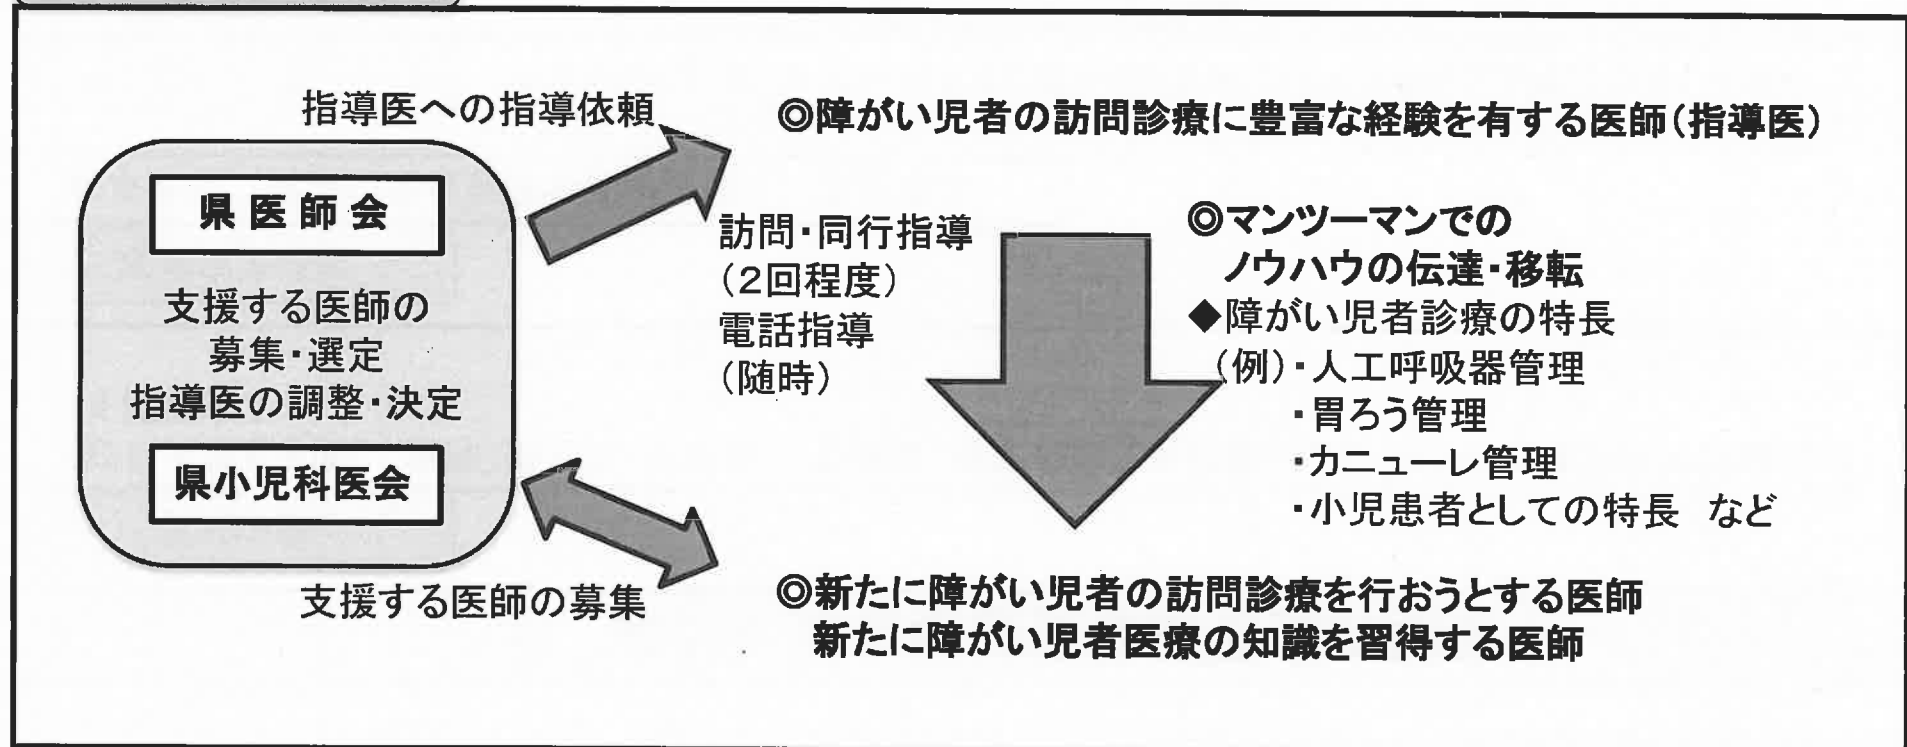 指導医への指導依頼
◎障がい児者の訪問診療に豊富な経験を有する医師(指導医)
県医師会
支援する医師の
募集・選定
指導医の調整・決定
県小児科医会
訪問・同行指導
(2回程度)
電話指導
(随時)
◎マンツーマンでの
ノウハウの伝達・移転
◆障がい児者診療の特長
(例)・人工呼吸器管理
・胃ろう管理
・カニューレ管理
・小児患者としての特長 など
支援する医師の募集
◎新たに障がい児者の訪問診療を行おうとする医師
新たに障がい児者医療の知識を習得する医師